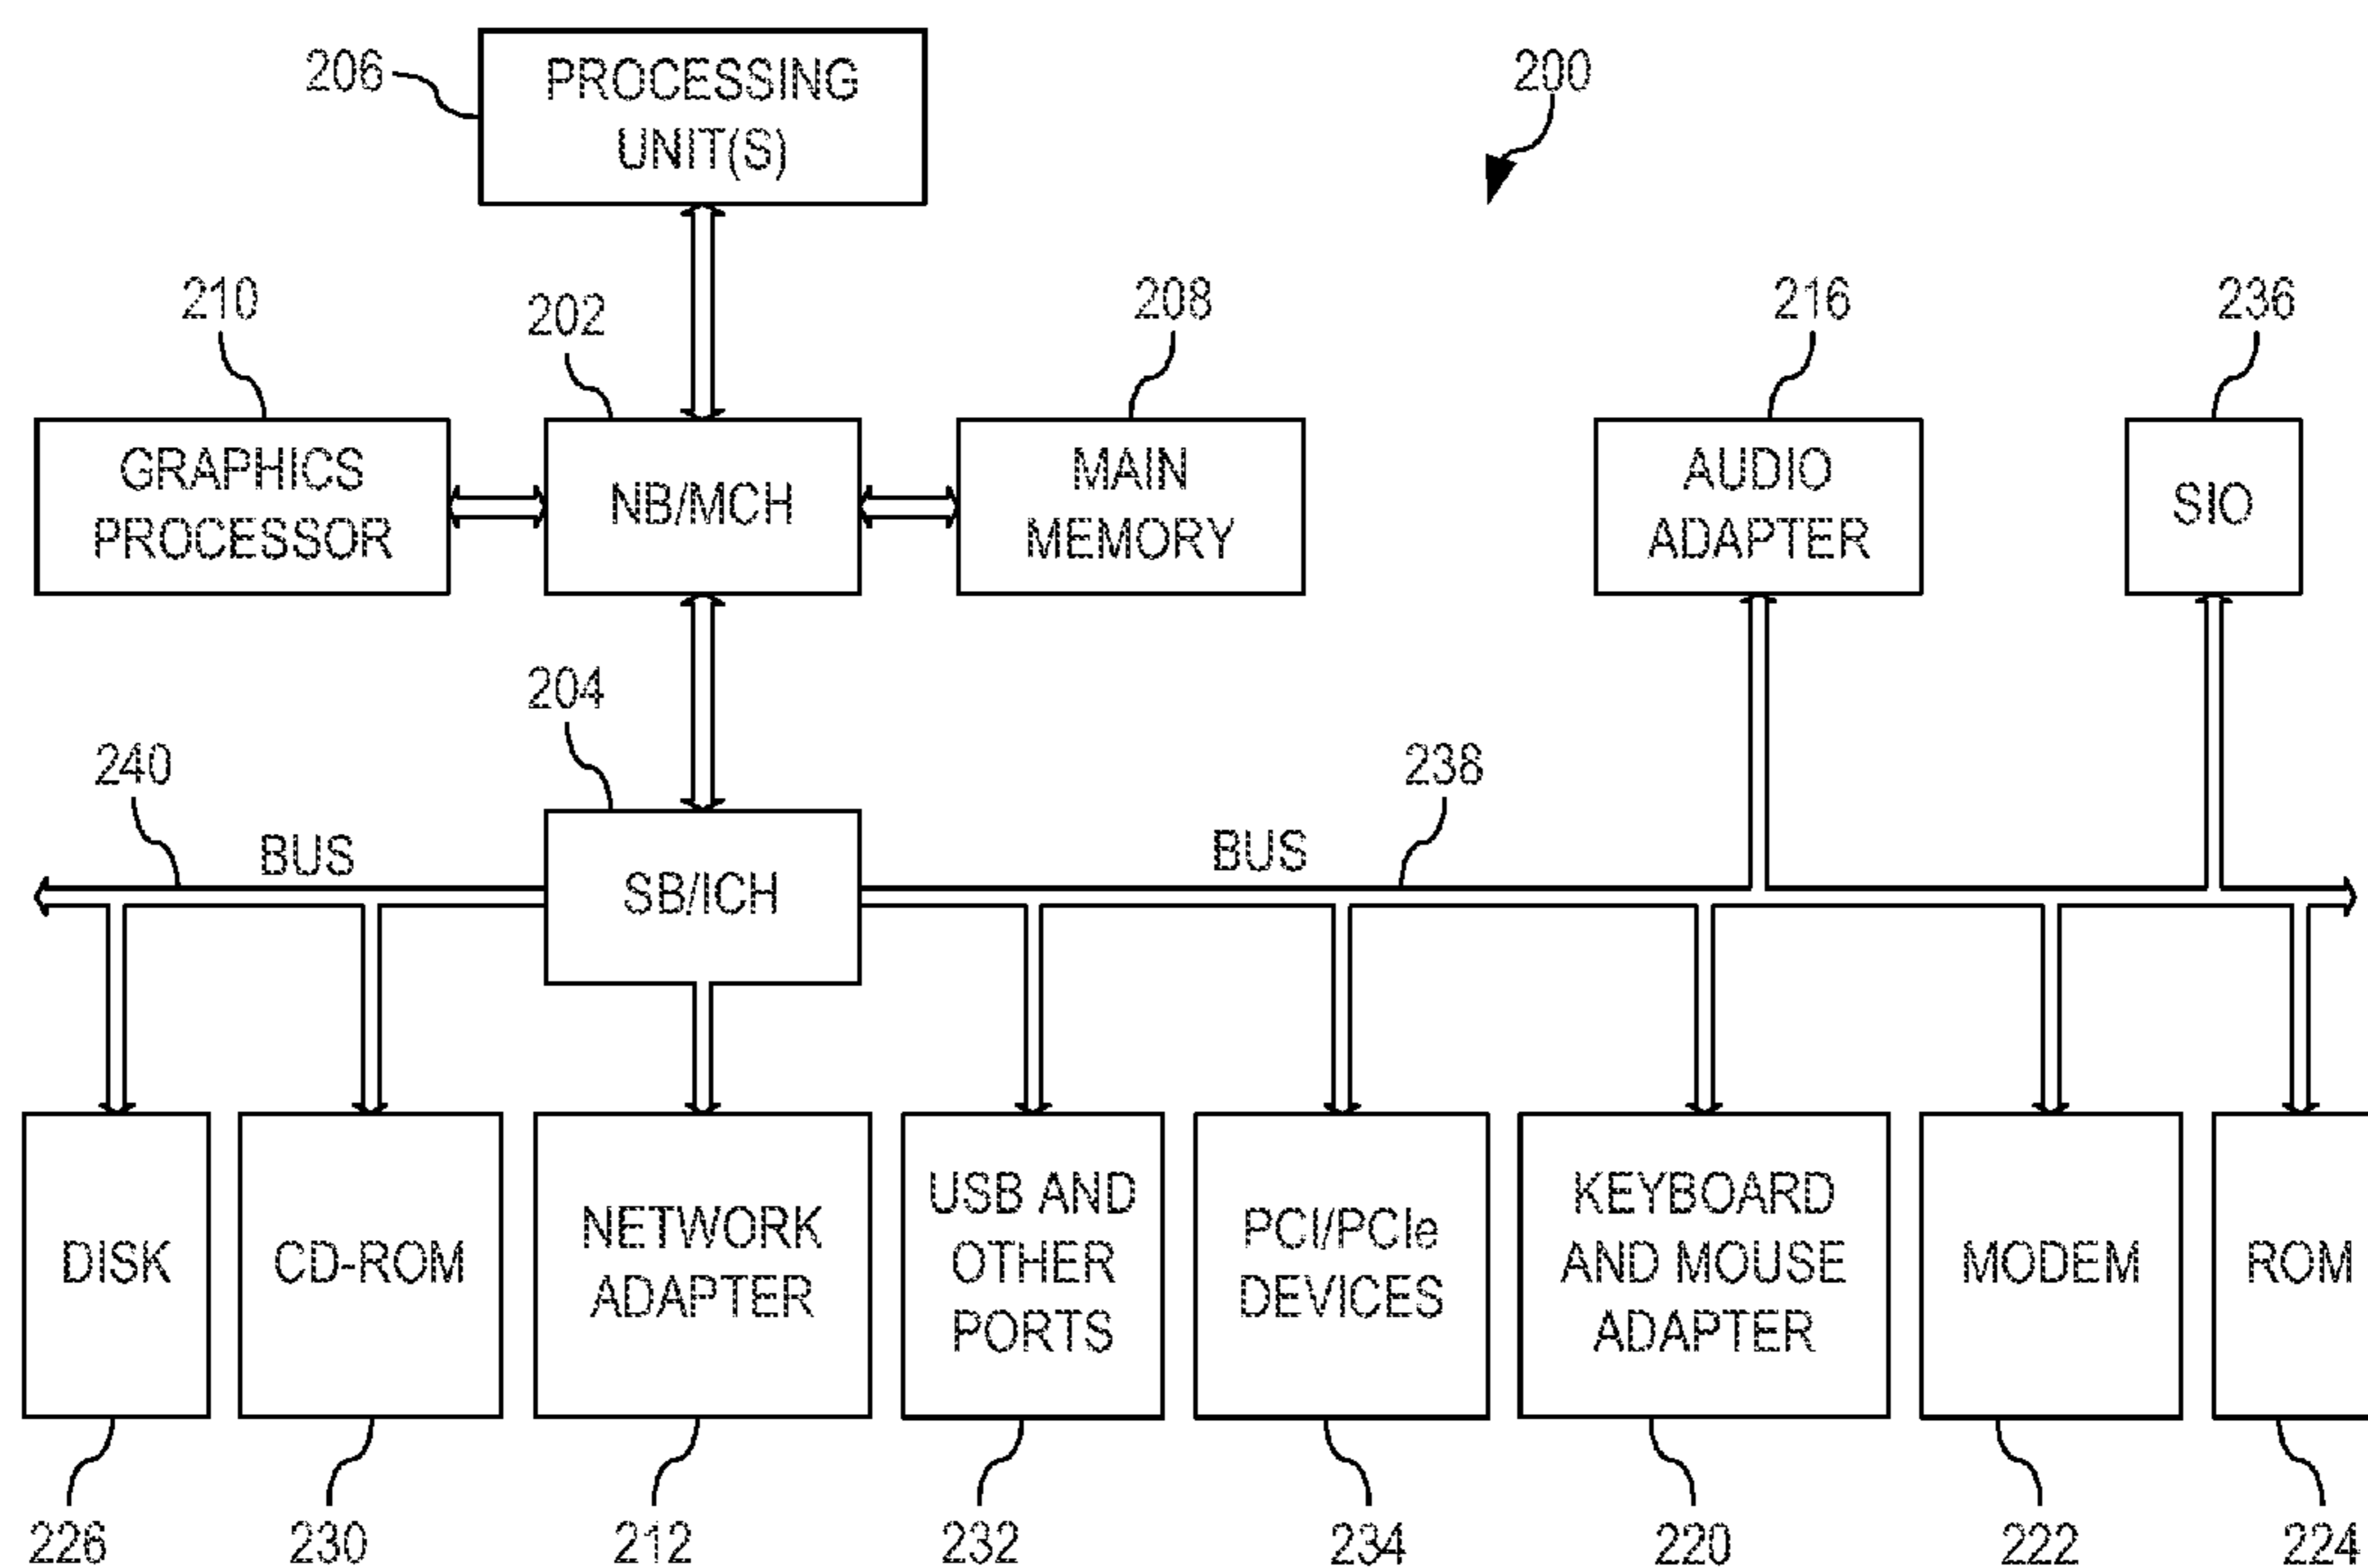 206
PROCESSING
UNIT(S)
200
210
202
208
216
236
GRAPHICS
PROCESSOR
NB/MCH
MAIN
MEMORY
AUDIO
ADAPTER
SIO
204
240
238
BUS
BUS
SB/ICH
DISK
CD-ROM
NETWORK
ADAPTER
USB AND
OTHER
PORTS
PCI/PCIe
DEVICES
KEYBOARD
AND MOUSE
ADAPTER
MODEM
ROM
226
230
212
232
234
220
222
224